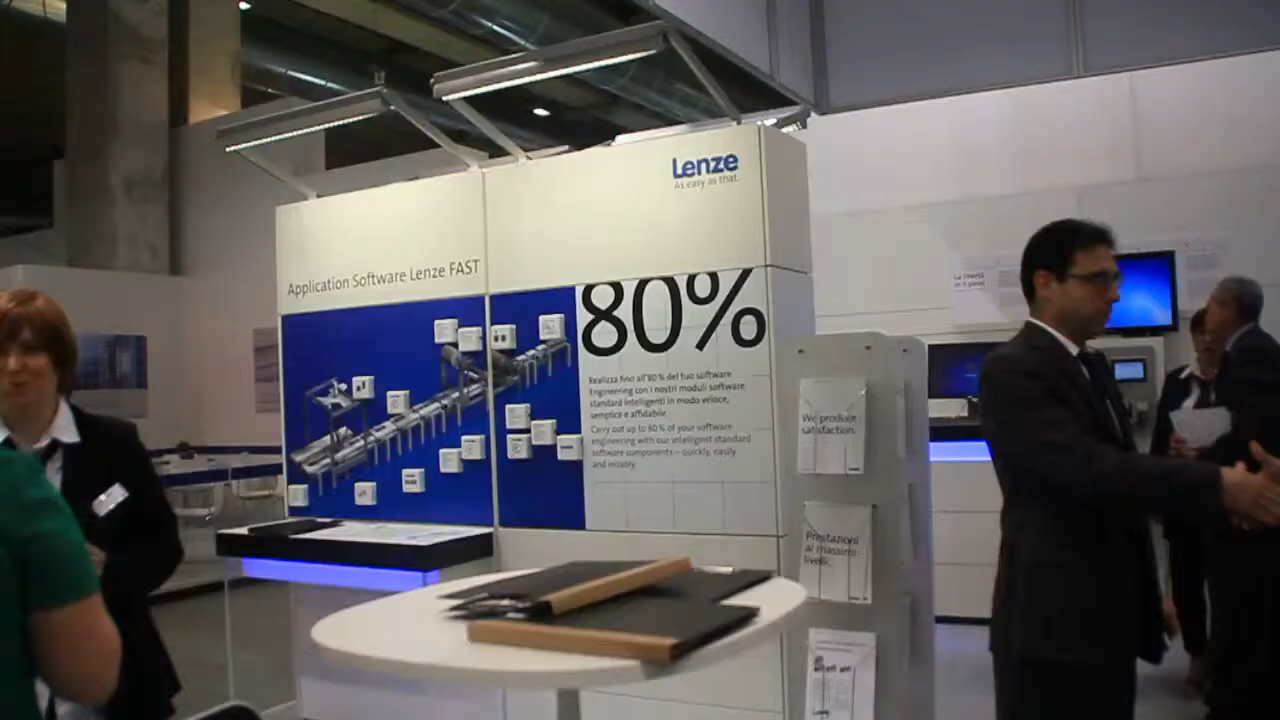 Lenze
As easy as that.
Application Software Lenze FAST
80%
Realizza fino all'80 % del tuo software
Engineering con i nostri moduli software
standard intelligenti in modo veloce,
semplice e affidabile.
Carry out up to 80 % of your software
engineering with our intelligent standard
software components – quickly, easily
and reliably.
La libertà
We produce
satisfaction.
Prestazioni
ai massimi
livelli.